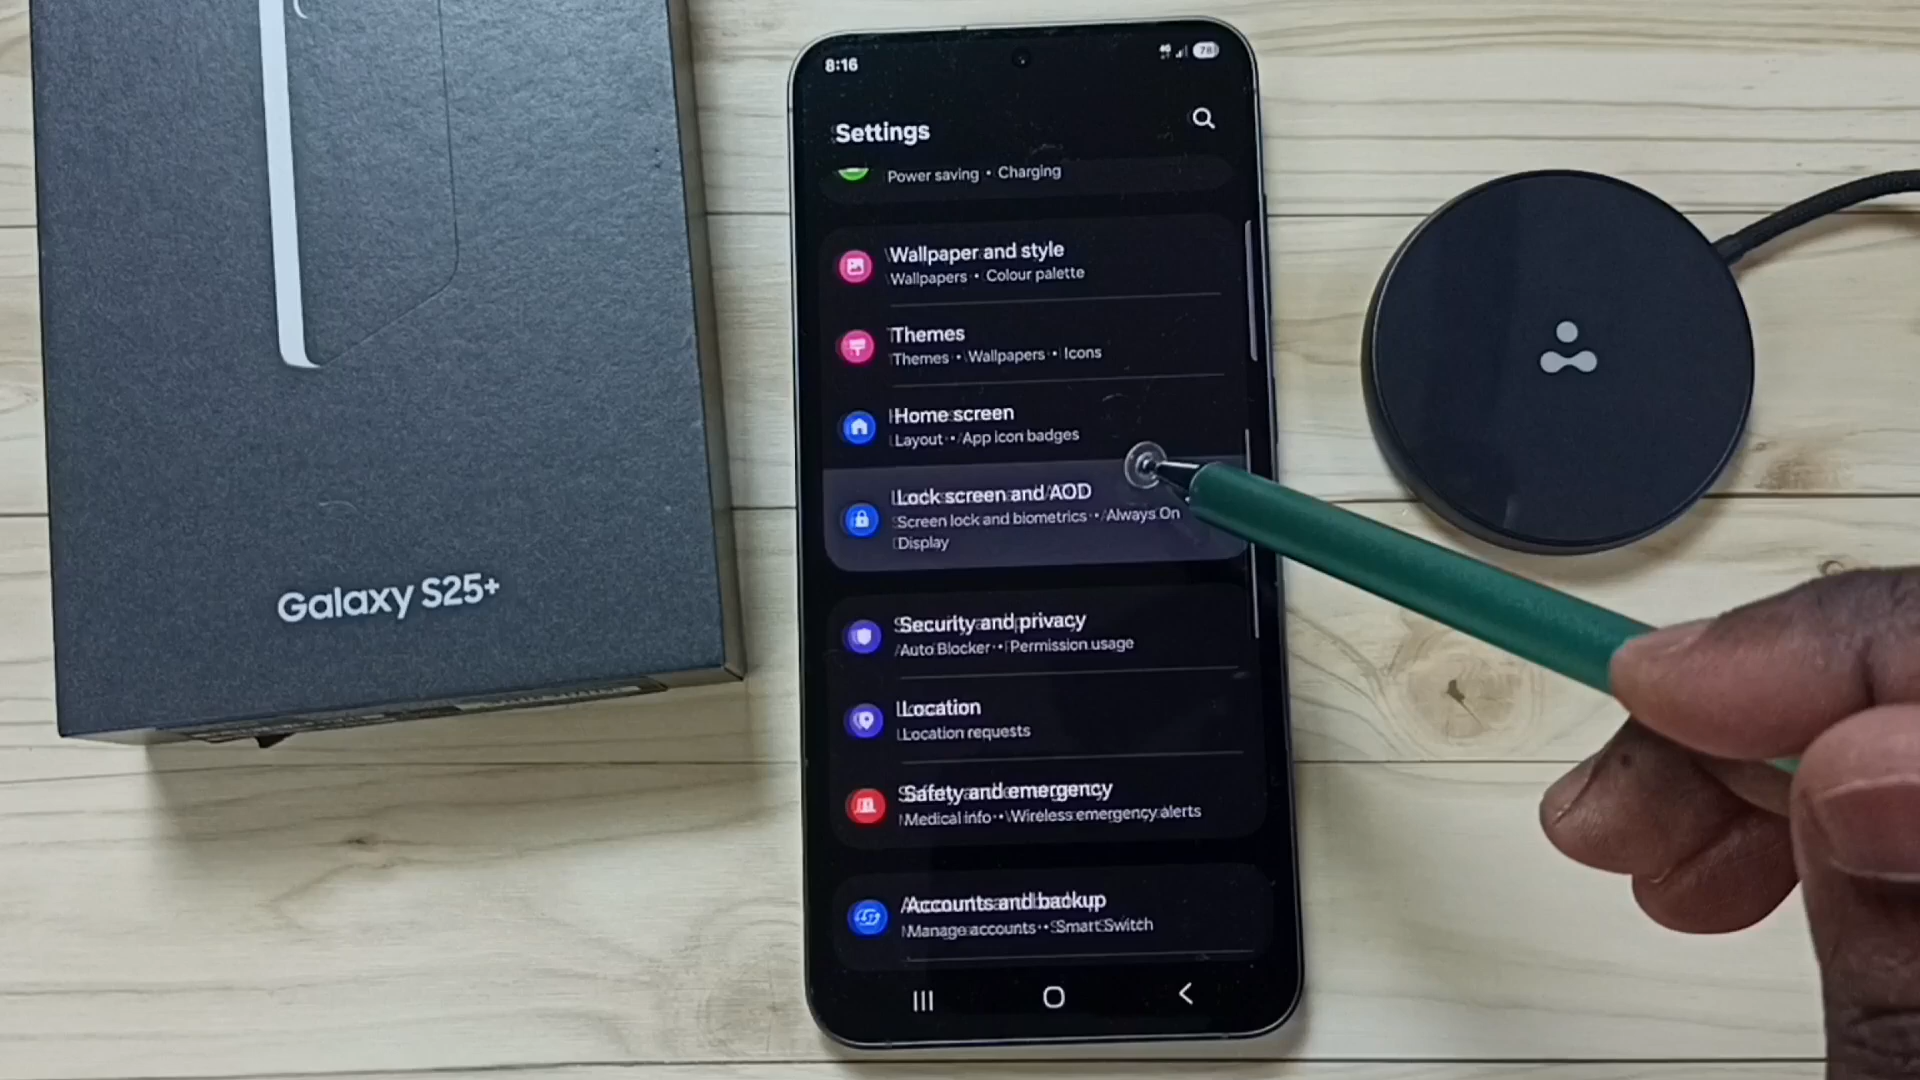 Galaxy S25+
8:16
4G
78
Settings
Power saving • Charging
Wallpaper and style
Wallpapers • Colour palette
Themes
Themes • Wallpapers • Icons
Home screen
Layout • App icon badges
Lock screen and AOD
Screen lock and biometrics • Always On
Display
Security and privacy
Auto Blocker • Permission usage
Location
Location requests
Safety and emergency
Medical info • Wireless emergency alerts
Accounts and backup
Manage accounts • Smart Switch